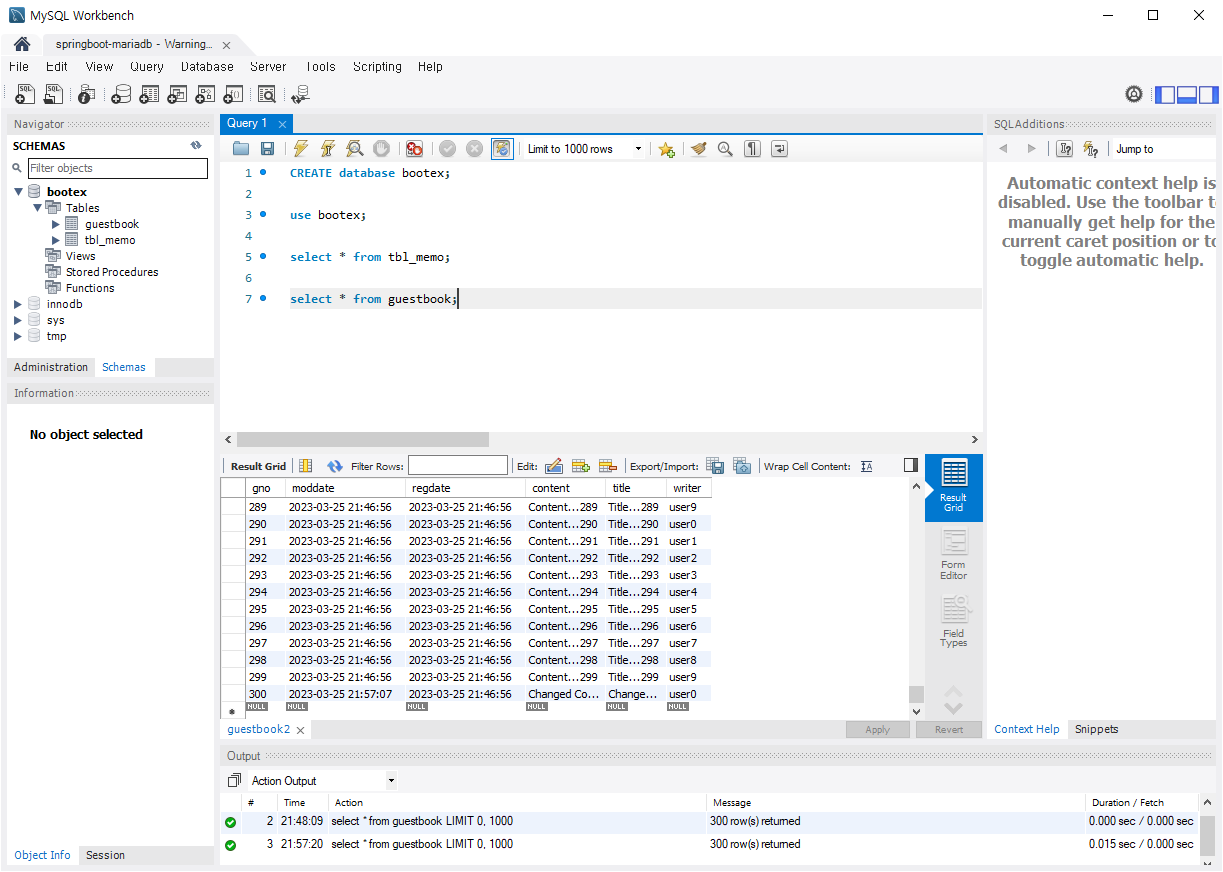 MySQL Workbench
springboot-mariadb - Warning...
File Edit View Query Database Server Tools Scripting Help
Navigator
SCHEMAS
Filter objects
bootex
Tables
guestbook
tbl_memo
Views
Stored Procedures
Functions
innodb
sys
tmp
Administration Schemas
Information
No object selected
Object Info Session
Query 1
Limit to 1000 rows
1 CREATE database bootex;
2
3 use bootex;
4
5 select * from tbl_memo;
6
7 select * from guestbook;
Result Grid Filter Rows: Edit: Export/Import: Wrap Cell Content:
gno moddate regdate content title writer
289 2023-03-25 21:46:56 2023-03-25 21:46:56 Content...289 Title...289 user9
290 2023-03-25 21:46:56 2023-03-25 21:46:56 Content...290 Title...290 user0
291 2023-03-25 21:46:56 2023-03-25 21:46:56 Content...291 Title...291 user1
292 2023-03-25 21:46:56 2023-03-25 21:46:56 Content...292 Title...292 user2
293 2023-03-25 21:46:56 2023-03-25 21:46:56 Content...293 Title...293 user3
294 2023-03-25 21:46:56 2023-03-25 21:46:56 Content...294 Title...294 user4
295 2023-03-25 21:46:56 2023-03-25 21:46:56 Content...295 Title...295 user5
296 2023-03-25 21:46:56 2023-03-25 21:46:56 Content...296 Title...296 user6
297 2023-03-25 21:46:56 2023-03-25 21:46:56 Content...297 Title...297 user7
298 2023-03-25 21:46:56 2023-03-25 21:46:56 Content...298 Title...298 user8
299 2023-03-25 21:46:56 2023-03-25 21:46:56 Content...299 Title...299 user9
300 2023-03-25 21:57:07 2023-03-25 21:46:56 Changed Co... Change... user0
NULL NULL NULL NULL NULL NULL
Result
Grid
Form
Editor
Field
Types
guestbook2
Apply Revert
SQLAdditions
Jump to
Automatic context help is
disabled. Use the toolbar t
manually get help for the
current caret position or to
toggle automatic help.
Context Help Snippets
Output
Action Output
# Time Action Message Duration / Fetch
2 21:48:09 select * from guestbook LIMIT 0, 1000 300 row(s) returned 0.000 sec / 0.000 sec
3 21:57:20 select * from guestbook LIMIT 0, 1000 300 row(s) returned 0.015 sec / 0.000 sec